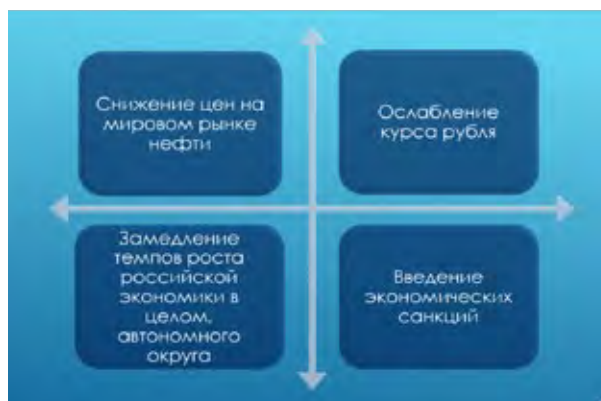 Снижение цен на
мировом рынке
нефти
Ослабление
курса рубля
Замедление
темпов роста
российской
экономики в
целом,
автономного
округа
Введение
экономических
санкций